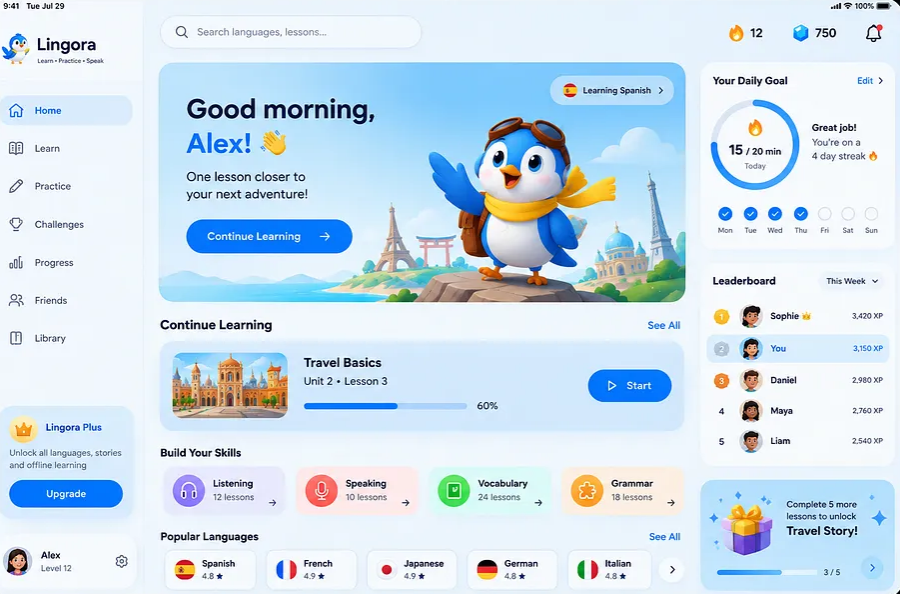 9:41 Tue Jul 29
100%
Lingora
Learn • Practice • Speak
Home
Learn
Practice
Challenges
Progress
Friends
Library
Lingora Plus
Unlock all languages, stories
and offline learning
Upgrade
Alex
Level 12
Search languages, lessons...
12
750
Good morning,
Alex!
One lesson closer to
your next adventure!
Continue Learning
Learning Spanish
Continue Learning
See All
Travel Basics
Unit 2 • Lesson 3
60%
Start
Build Your Skills
Listening
12 lessons
Speaking
10 lessons
Vocabulary
24 lessons
Grammar
18 lessons
Popular Languages
See All
Spanish
4.8
French
4.9
Japanese
4.9
German
4.8
Italian
4.8
Your Daily Goal
Edit
15 / 20 min
Today
Great job!
You're on a
4 day streak
Mon Tue Wed Thu Fri Sat Sun
Leaderboard
This Week
1 Sophie 3,420 XP
2 You 3,150 XP
3 Daniel 2,980 XP
4 Maya 2,760 XP
5 Liam 2,540 XP
Complete 5 more
lessons to unlock
Travel Story!
3 / 5